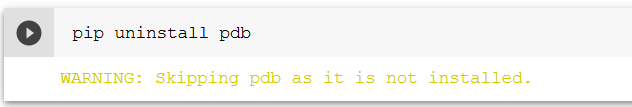 pip uninstall pdb
WARNING: Skipping pdb as it is not installed.